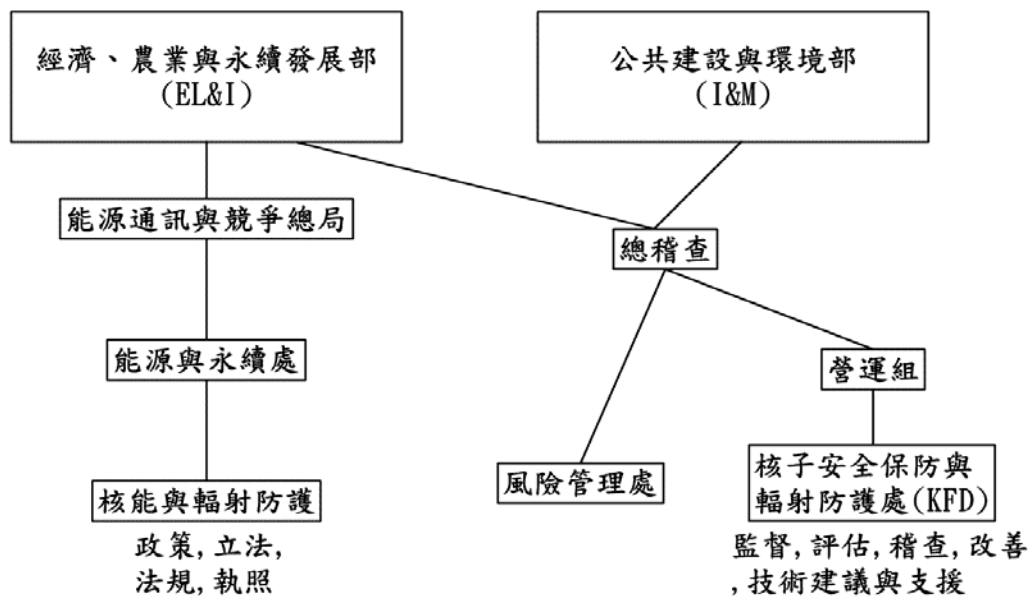 經濟、農業與永續發展部
(EL&I)
公共建設與環境部
(I&M)
能源通訊與競爭總局
總稽查
能源與永續處
營運組
核能與輻射防護
政策,立法,
法規,執照
風險管理處
核子安全保防與
輻射防護處(KFD)
監督,評估,稽查,改善
,技術建議與支援